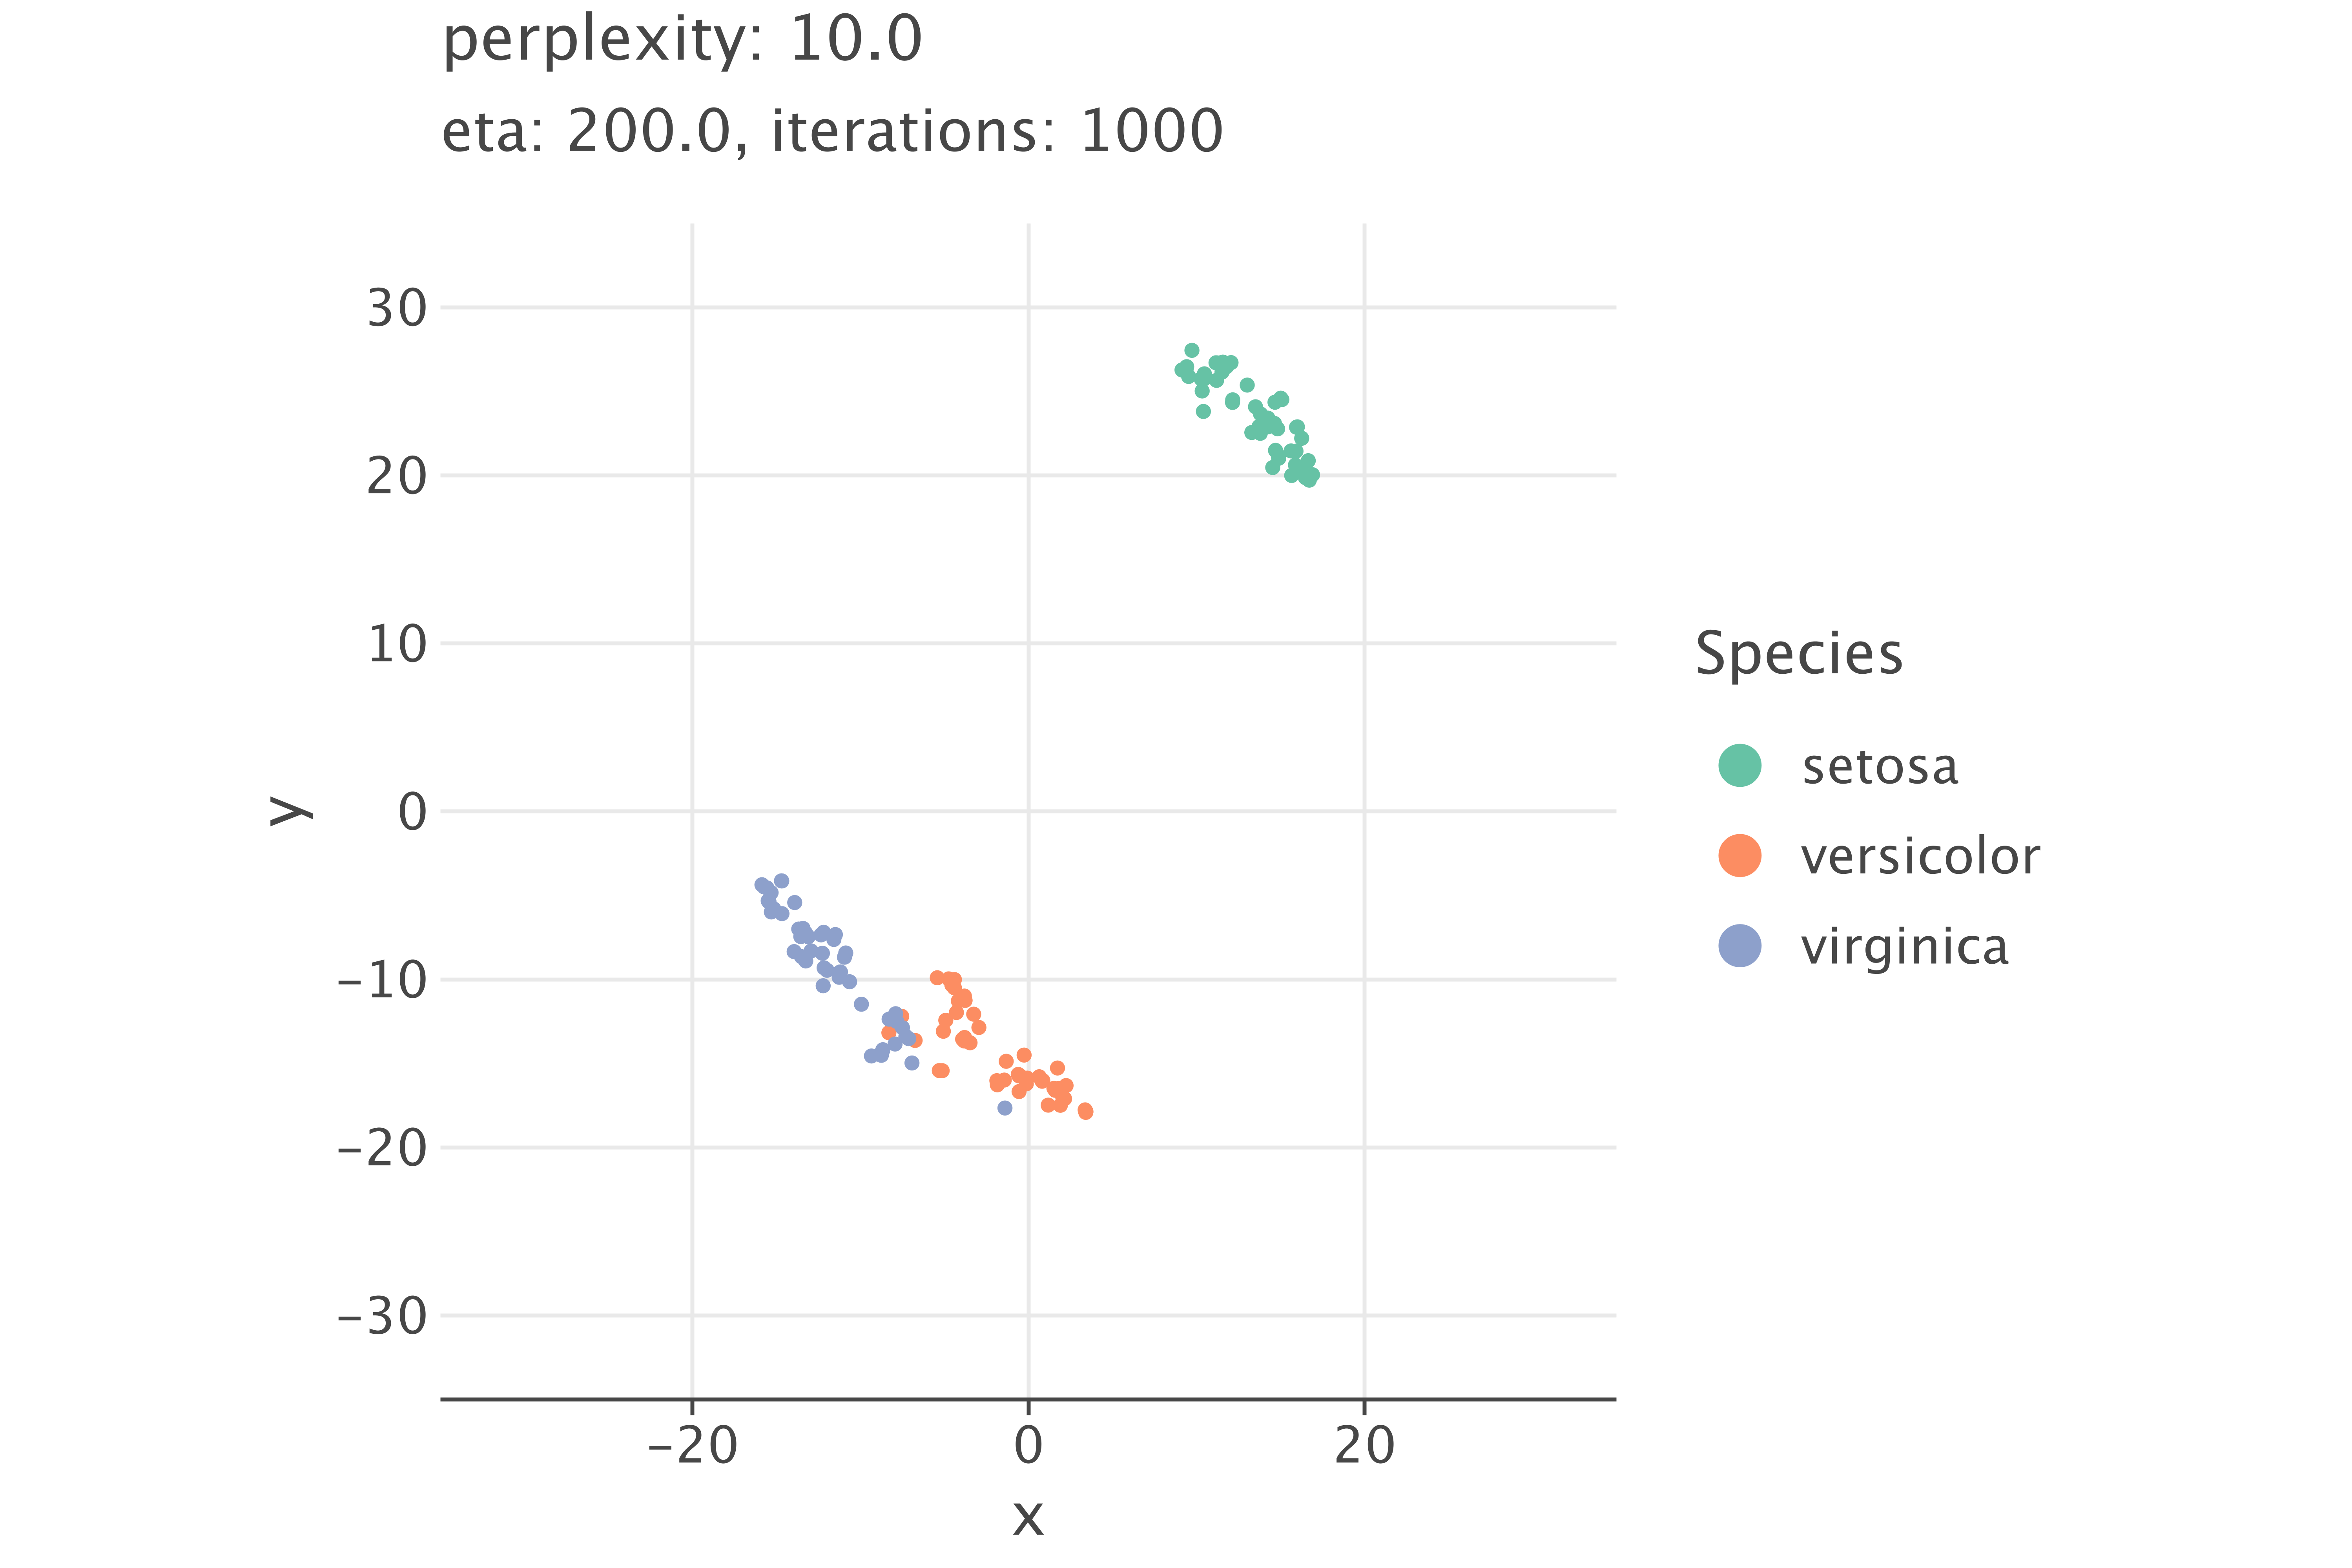 perplexity: 10.0
eta: 200.0, iterations: 1000
30
20
10
0
−10
−20
−30
y
−20
0
20
x
Species
setosa
versicolor
virginica